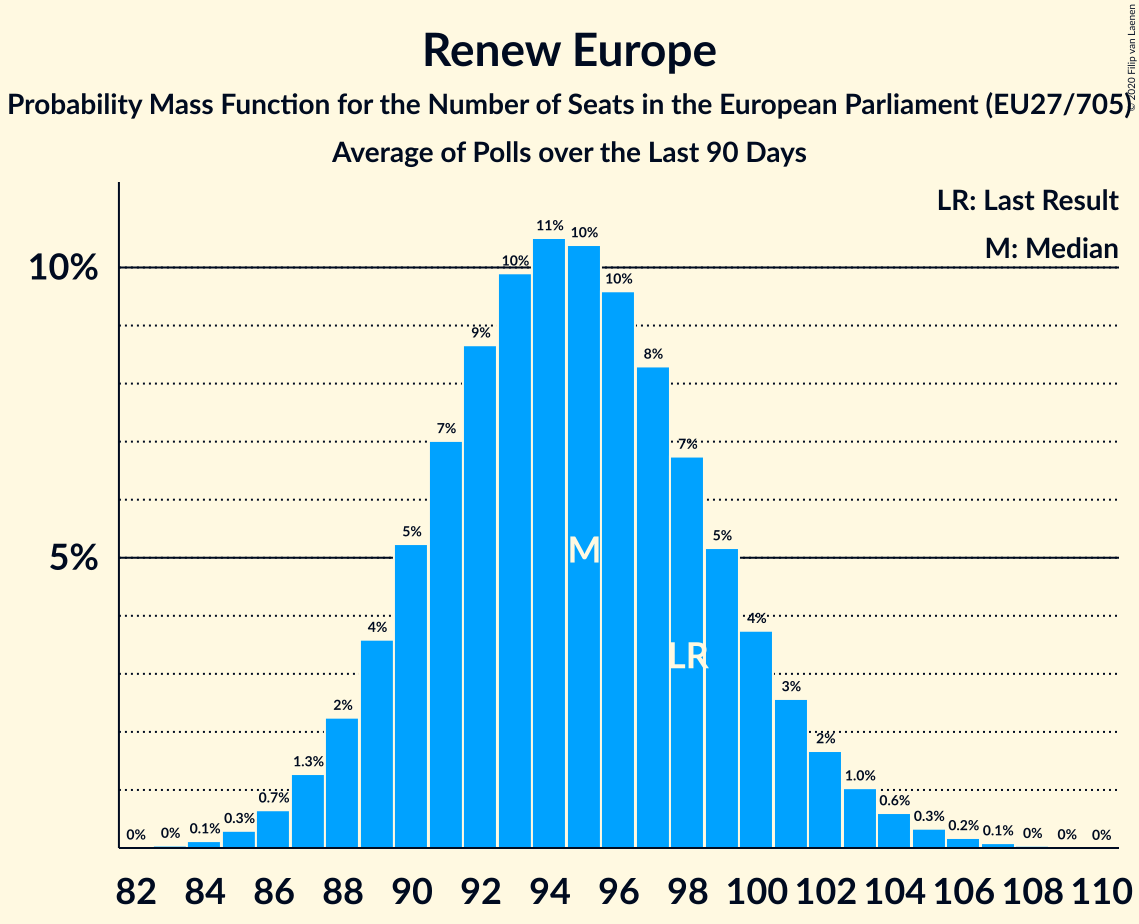 Renew Europe
Probability Mass Function for the Number of Seats in the European Parliament (EU27/705)
Average of Polls over the Last 90 Days
© 2020 Filip van Laenen
LR: Last Result
M: Median
10%
5%
0% 0% 0.1% 0.3% 0.7% 1.3% 2% 4% 5% 7% 9% 10% 11% 10% 10% 8% 7% 5% 4% 3% 2% 1.0% 0.6% 0.3% 0.2% 0.1% 0% 0% 0%
M
LR
82 84 86 88 90 92 94 96 98 100 102 104 106 108 110